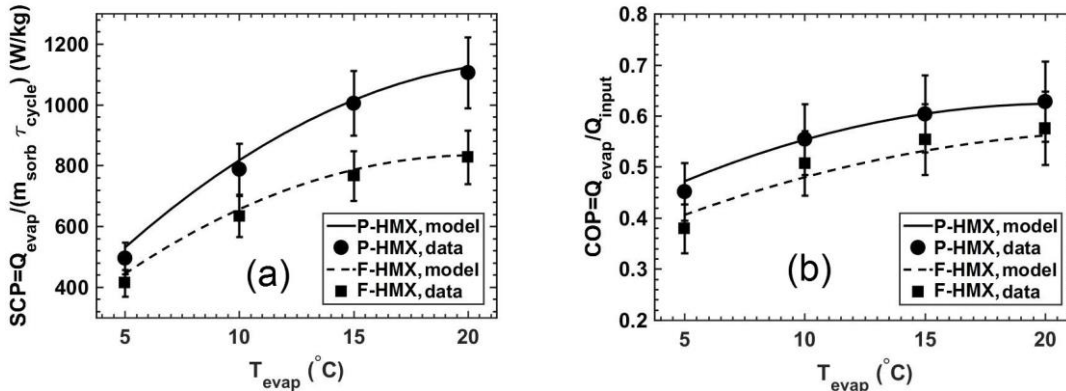 SCP=Q_evap/(m_sorb τ_cycle) (W/kg)
1200
1000
800
600
400
5 10 15 20
T_evap (°C)
(a)
P-HMX, model
P-HMX, data
F-HMX, model
F-HMX, data
COP=Q_evap/Q_input
0.8
0.7
0.6
0.5
0.4
0.3
0.2
5 10 15 20
T_evap (°C)
(b)
P-HMX, model
P-HMX, data
F-HMX, model
F-HMX, data